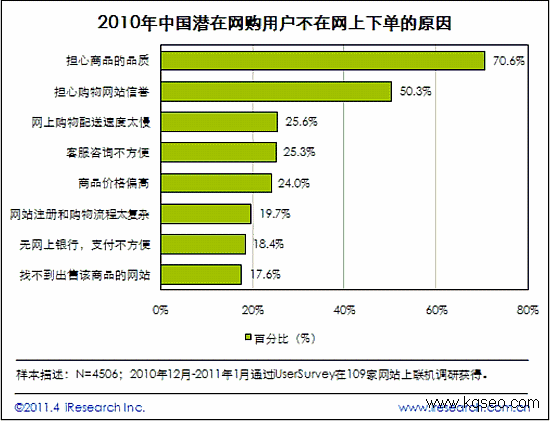 2010年中国潜在网购用户不在网上下单的原因
担心商品的品质 70.6%
担心购物网站信誉 50.3%
网上购物配送速度太慢 25.6%
客服咨询不方便 25.3%
商品价格偏高 24.0%
网站注册和购物流程太复杂 19.7%
无网上银行，支付不方便 18.4%
找不到出售该商品的网站 17.6%
0% 20% 40% 60% 80%
百分比（%）
样本描述：N=4506；2010年12月-2011年1月通过iUserSurvey在109家网站上联机调研获得。
www.kqseo.com
©2011.4 iResearch Inc. www.iresearch.com.cn